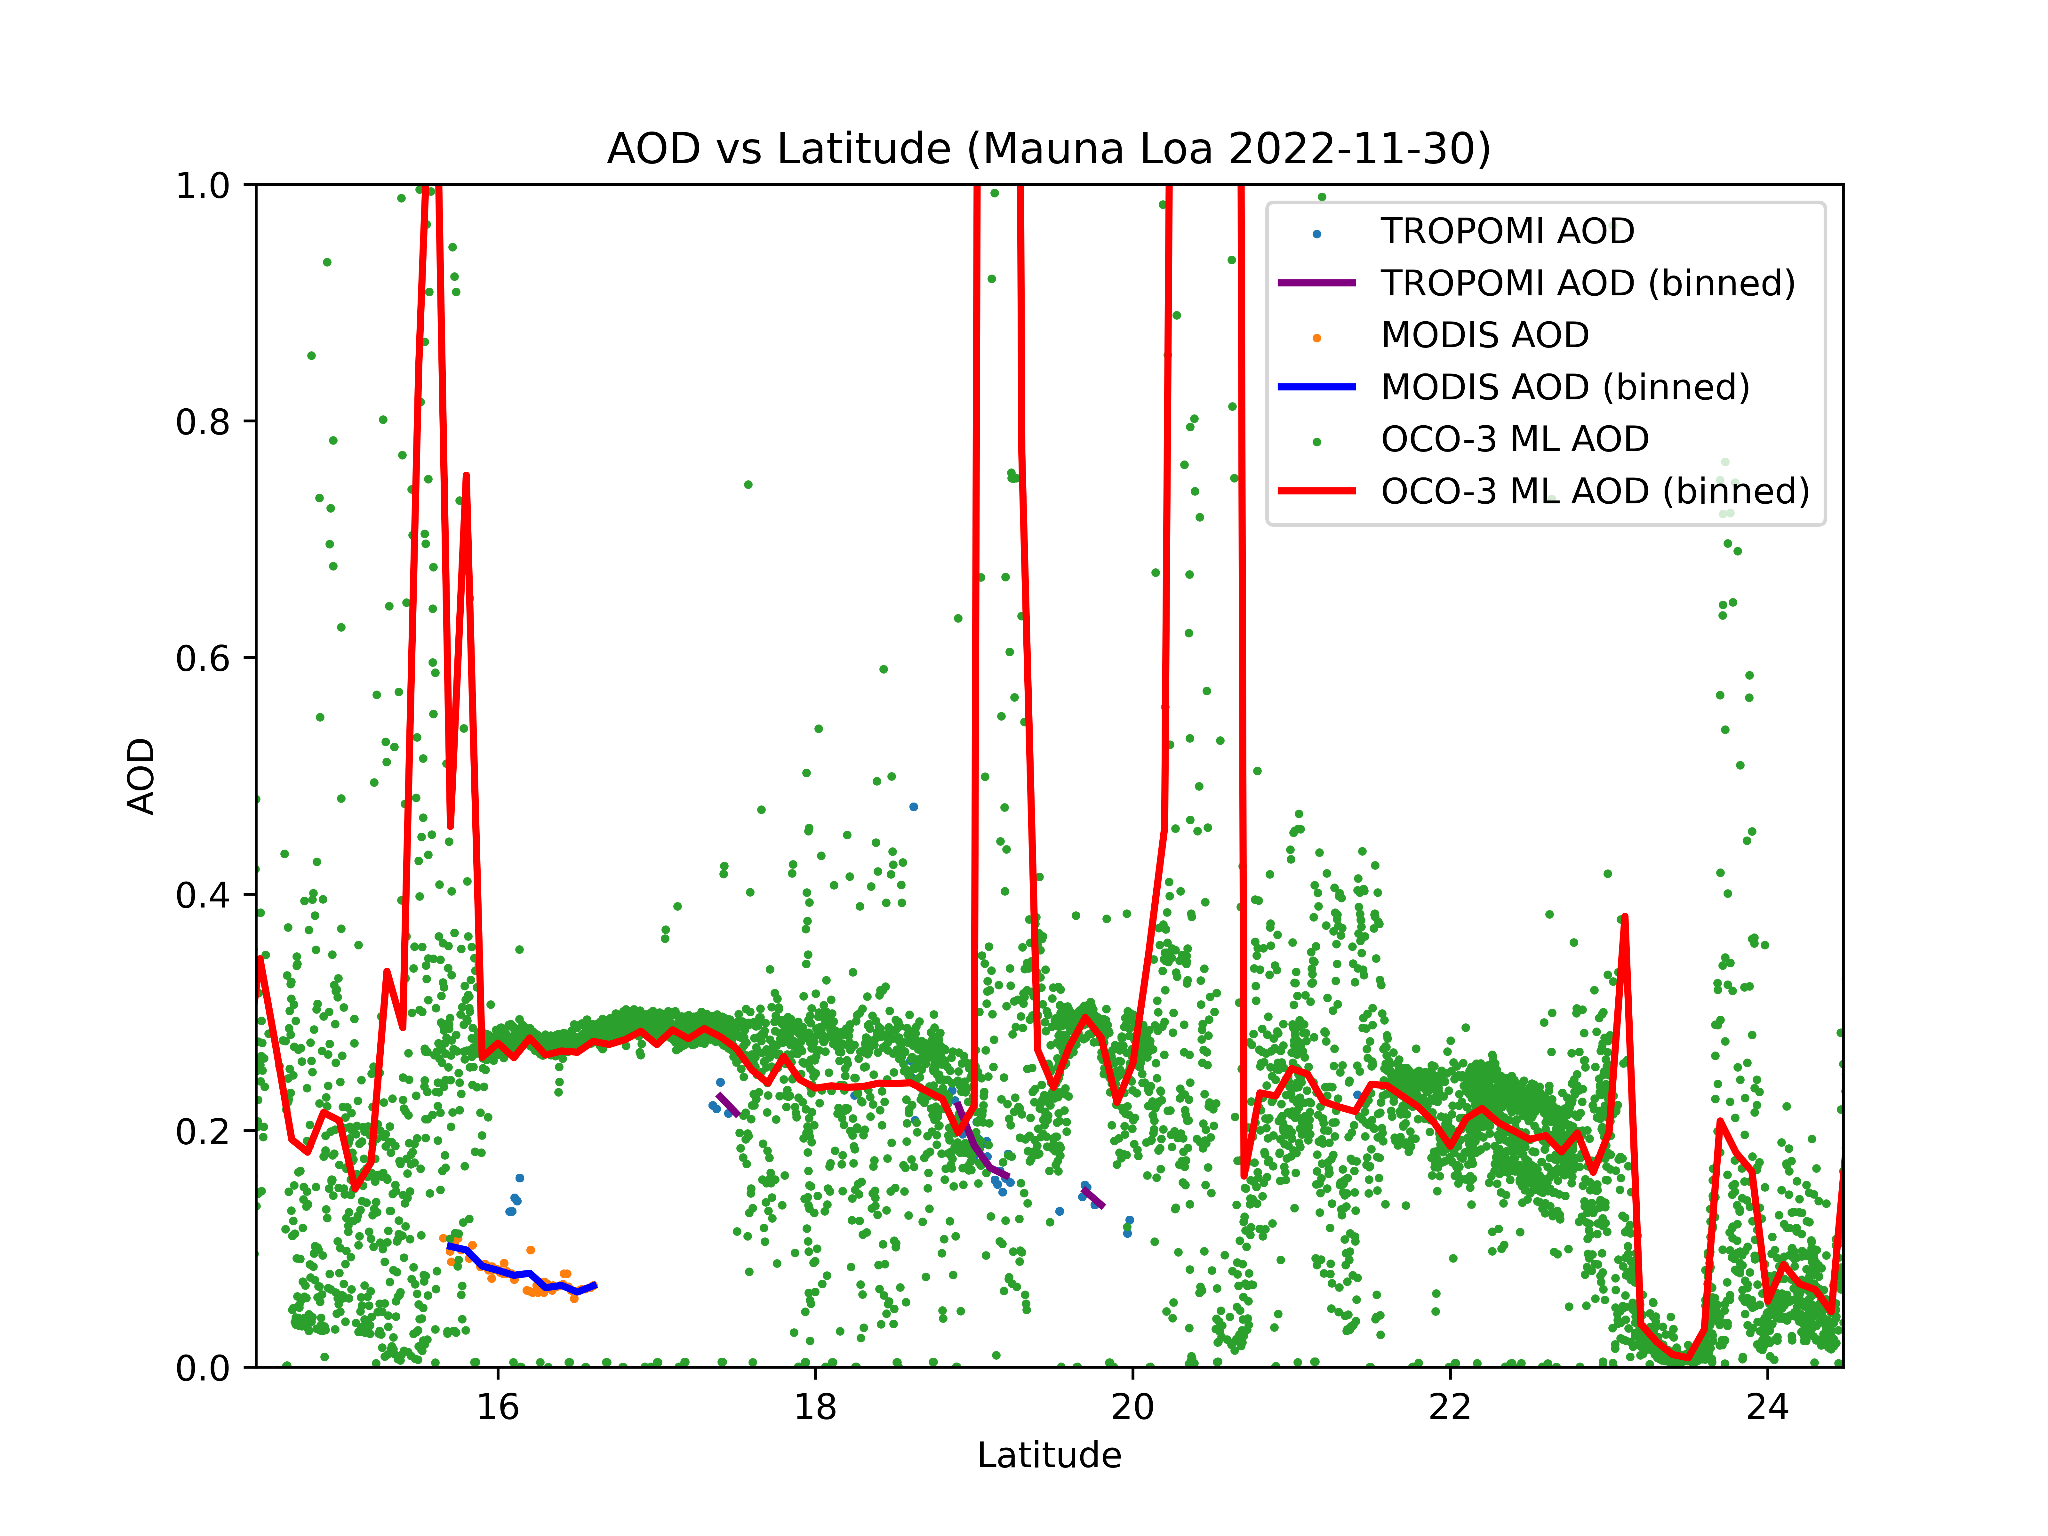 AOD vs Latitude (Mauna Loa 2022-11-30)
1.0
0.8
0.6
0.4
0.2
0.0
AOD
TROPOMI AOD
TROPOMI AOD (binned)
MODIS AOD
MODIS AOD (binned)
OCO-3 ML AOD
OCO-3 ML AOD (binned)
16 18 20 22 24
Latitude